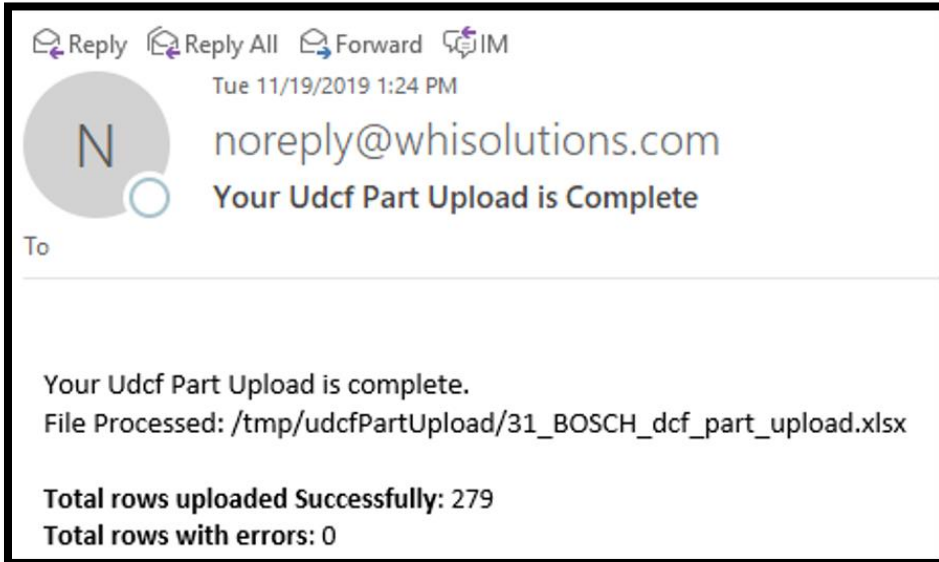 Reply Reply All Forward IM
Tue 11/19/2019 1:24 PM
N
noreply@whisolutions.com
Your Udcf Part Upload is Complete
To
Your Udcf Part Upload is complete.
File Processed: /tmp/udcfPartUpload/31_BOSCH_dcf_part_upload.xlsx
Total rows uploaded Successfully: 279
Total rows with errors: 0